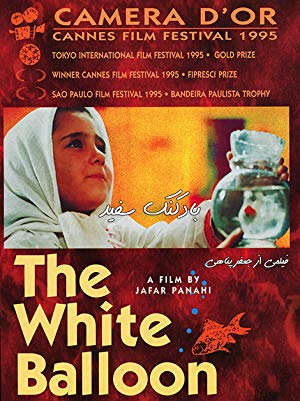 CAMERA D'OR
CANNES FILM FESTIVAL 1995
TOKYO INTERNATIONAL FILM FESTIVAL 1995 • GOLD PRIZE
WINNER CANNES FILM FESTIVAL 1995 • FIPRESCI PRIZE
SAO PAULO FILM FESTIVAL 1995 • BANDEIRA PAULISTA TROPHY
بادکنک سفید
فیلمی از جعفر پناهی
The
White
Balloon
A FILM BY
JAFAR PANAHI